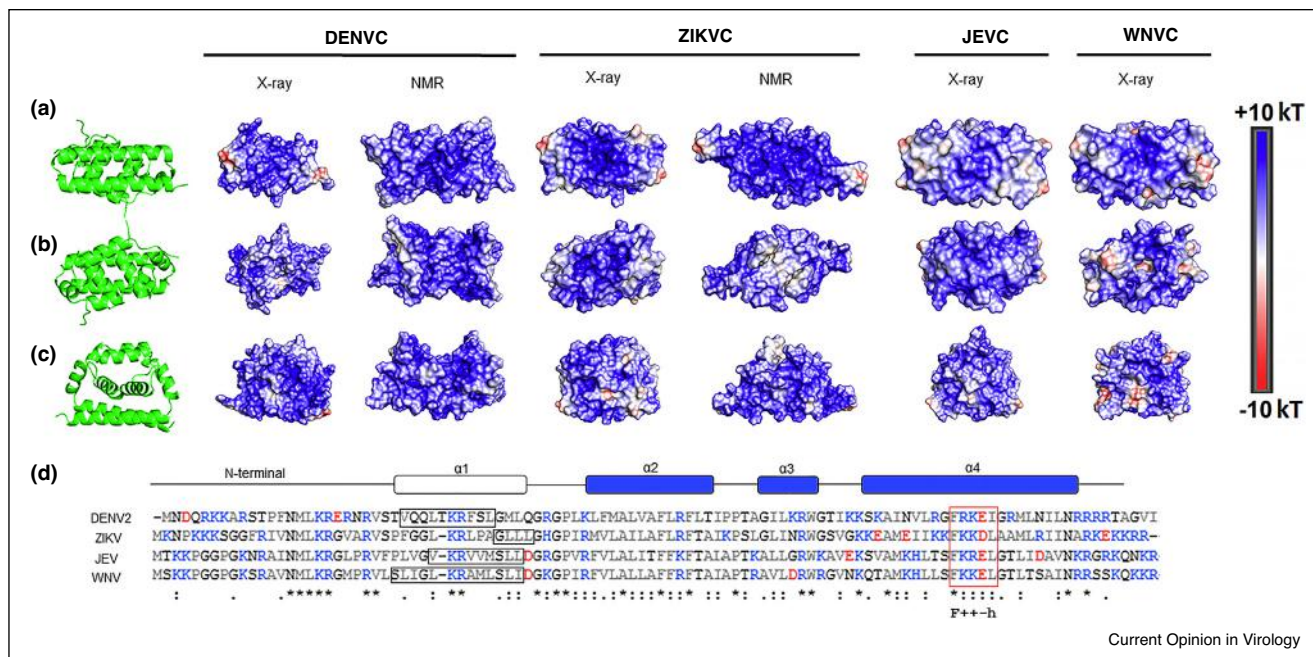 DENVC ZIKVC JEVC WNVC
X-ray NMR X-ray NMR X-ray X-ray
(a)
+10 kT
(b)
(c)
-10 kT
(d)
N-terminal α1 α2 α3 α4
DENV2 -MNDQRKKARSTPFNMLKRERNRVSTVQQLTKRFSLGMLQGRGPLKLFMALVAFLRFLTIPPTAGILKRWGTIKKSKAINVLRGFRKEIGRMLNILNRRRRTAGVI
ZIKV -MKNPKKKSGGFRIVNMLKRGVARVSPFGGL-KRLPAGLLLGHGPIRMVLAILAFLRFTAIKPSLGLINRWGSVGKKEAMEIIKKFKKDLAAMLRIINARKEKKRR-
JEV MTKKPGGPGKNRAINMLKRGLPRVFPLVGV-KRVVMSLLDGRGPVRFVLALITFFKFTALAPTKALLGRWKAVEKSVAMKHLTSFKRELGTLIDAVNKRGRKQNKR
WNV MSKKPGGPGKSRAVNMLKRGMPRVLSLIGL-KRAMLSLIDGKGPIRFVLALLAFFRFTAIAPTRAVLDRWRGVNKQTAMKHLLSFKKELGTLTSAINRRSSKQKKR
F++-h
Current Opinion in Virology